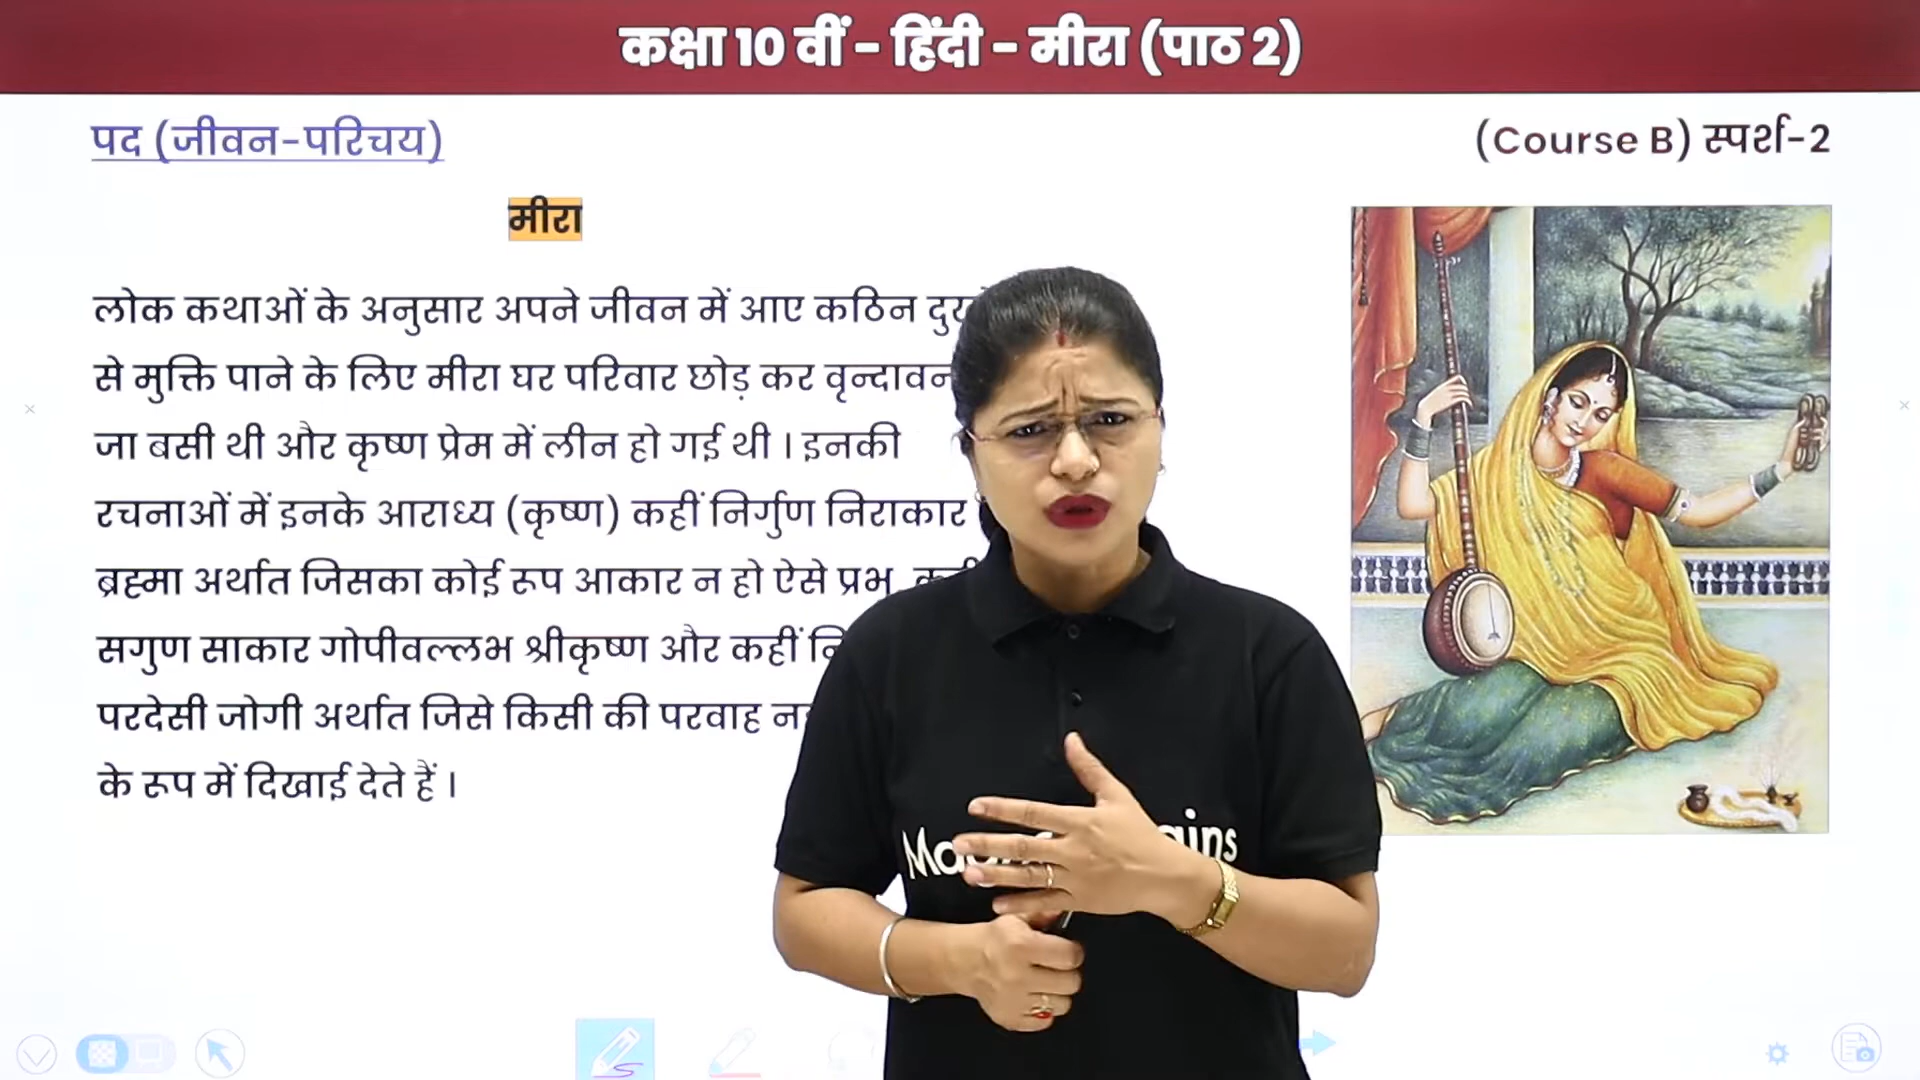 कक्षा 10 वीं - हिंदी - मीरा (पाठ 2)
पद (जीवन-परिचय)
(Course B) स्पर्श-2
मीरा
लोक कथाओं के अनुसार अपने जीवन में आए कठिन
से मुक्ति पाने के लिए मीरा घर परिवार छोड़ कर वृन्दावन
जा बसी थी और कृष्ण प्रेम में लीन हो गई थी । इनकी
रचनाओं में इनके आराध्य (कृष्ण) कहीं निर्गुण निराकार
ब्रह्मा अर्थात जिसका कोई रूप आकार न हो ऐसे प्रभु
सगुण साकार गोपीवल्लभ श्रीकृष्ण और कहीं
परदेसी जोगी अर्थात जिसे किसी की परवाह
के रूप में दिखाई देते हैं ।